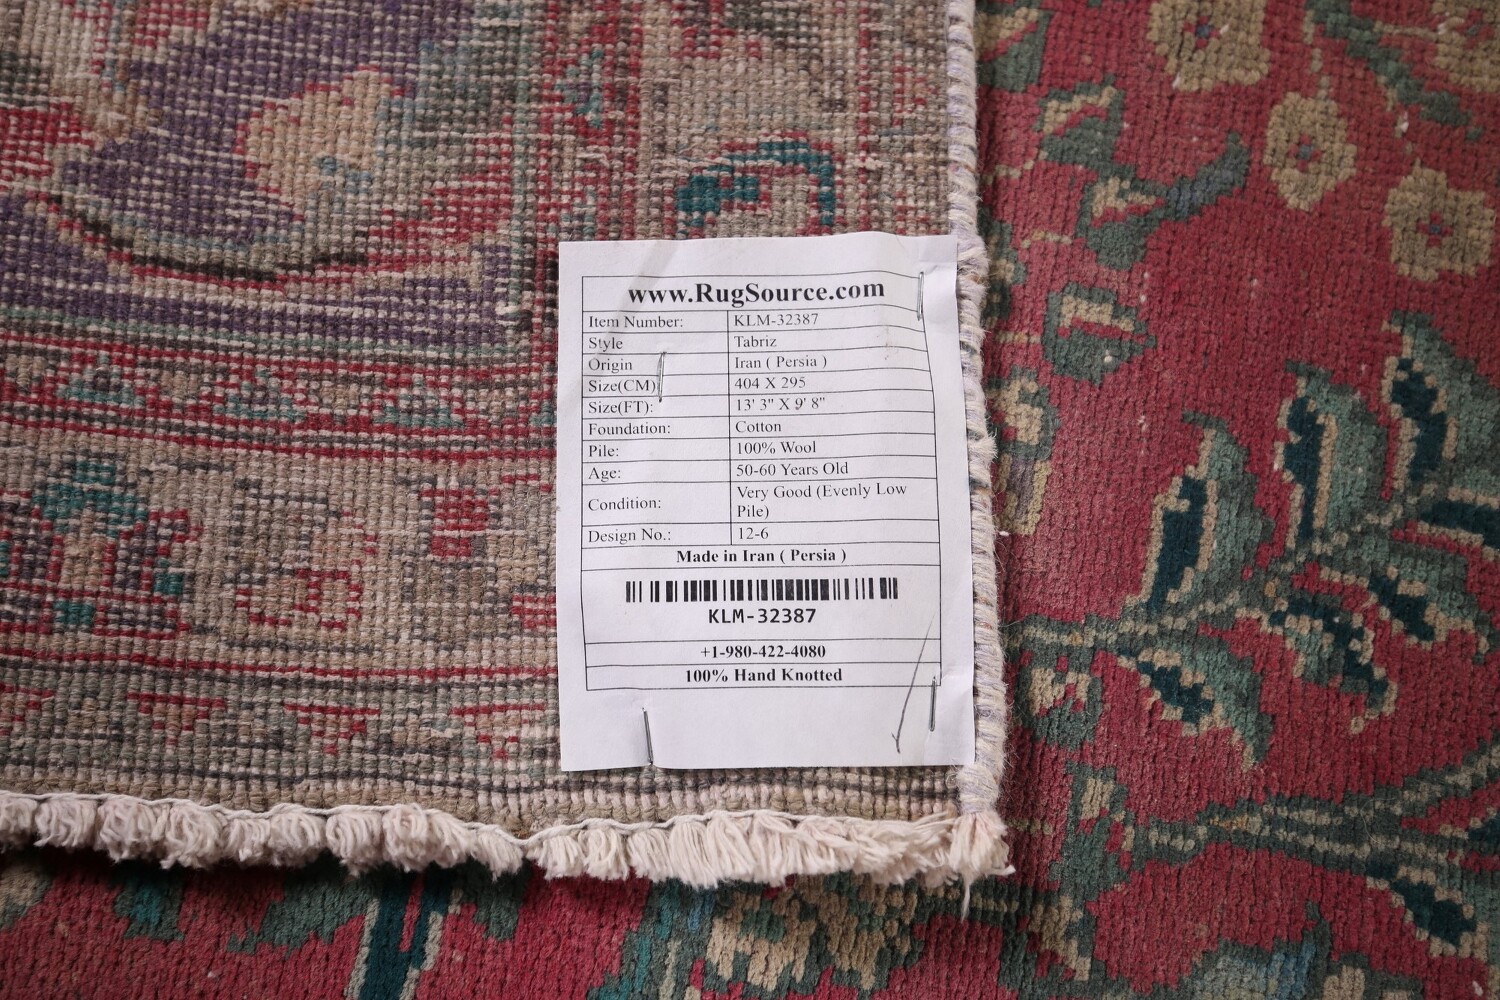 www.RugSource.com
Item Number: KLM-32387
Style Tabriz
Origin Iran ( Persia )
Size(CM) 404 X 295
Size(FT): 13' 3" X 9' 8"
Foundation: Cotton
Pile: 100% Wool
Age: 50-60 Years Old
Condition: Very Good (Evenly Low
Pile)
Design No.: 12-6
Made in Iran ( Persia )
KLM-32387
+1-980-422-4080
100% Hand Knotted